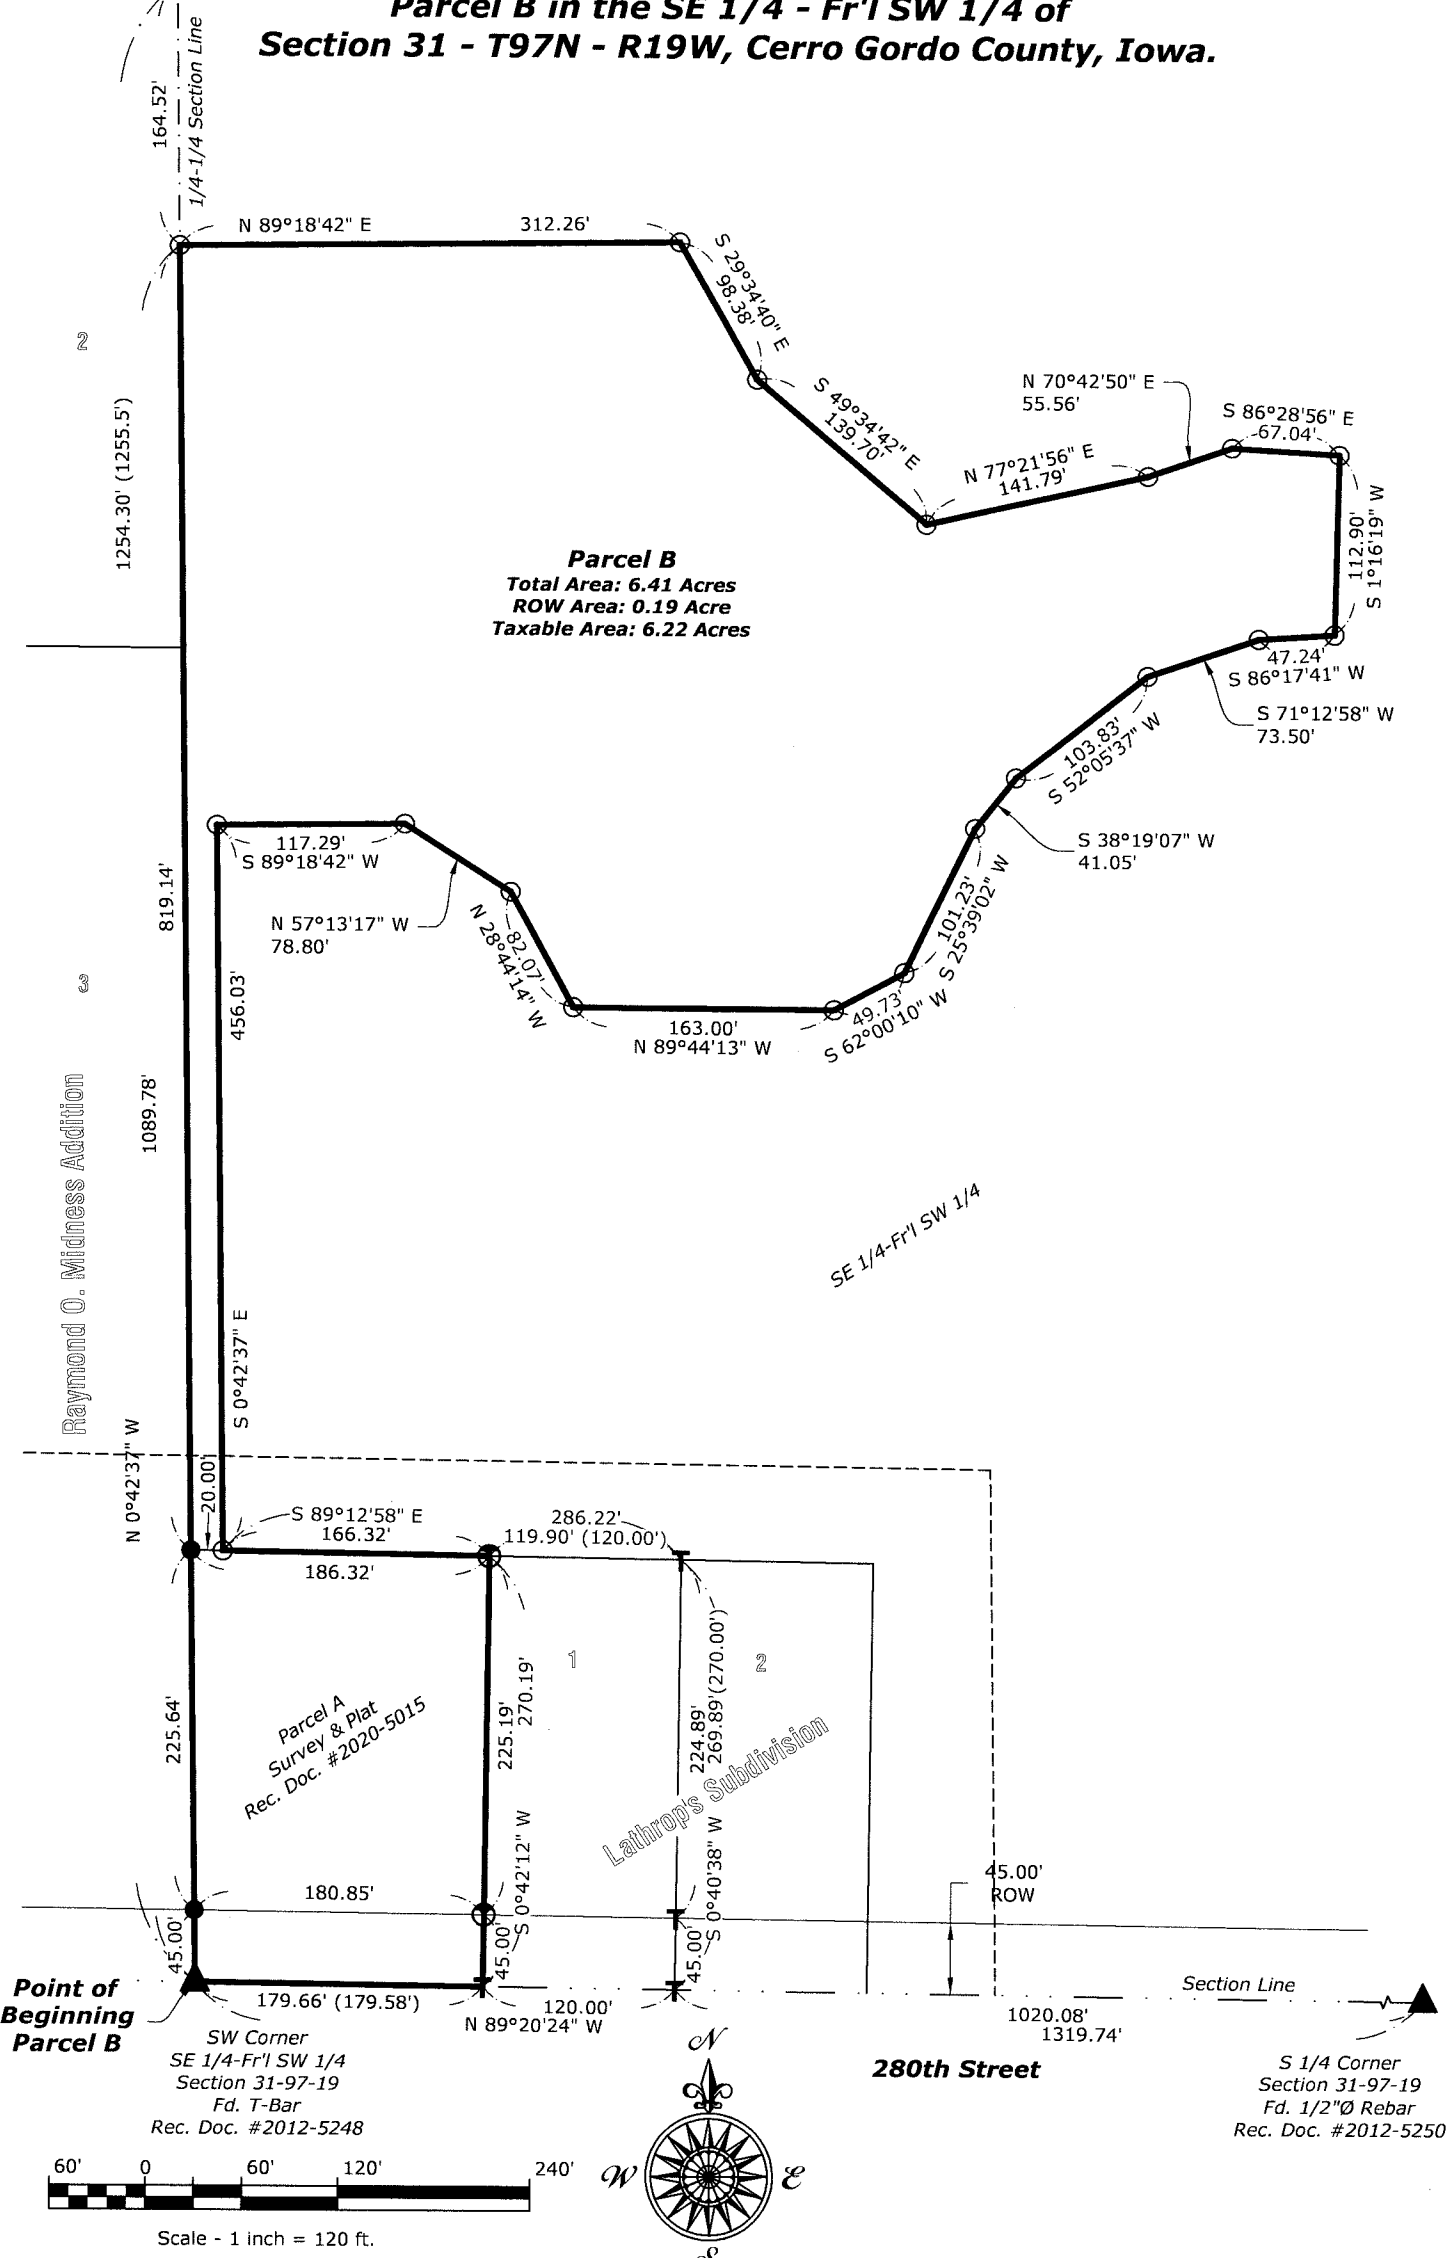 Parcel B in the SE 1/4 - Fr'l SW 1/4 of
Section 31 - T97N - R19W, Cerro Gordo County, Iowa.
164.52'
1/4-1/4 Section Line
N 89°18'42" E
312.26'
S 29°34'40" E
98.38'
2
1254.30' (1255.5')
S 49°34'42" E
139.70'
N 70°42'50" E
55.56'
S 86°28'56" E
67.04'
N 77°21'56" E
141.79'
112.90'
S 1°16'19" W
Parcel B
Total Area: 6.41 Acres
ROW Area: 0.19 Acre
Taxable Area: 6.22 Acres
47.24'
S 86°17'41" W
S 71°12'58" W
73.50'
103.83'
S 52°05'37" W
S 38°19'07" W
41.05'
117.29'
S 89°18'42" W
819.14'
N 57°13'17" W
78.80'
82.07'
N 28°44'14" W
101.23'
S 25°39'02" W
3
456.03'
163.00'
N 89°44'13" W
49.73'
S 62°00'10" W
1089.78'
Raymond O. Midness Addition
SE 1/4-Fr'l SW 1/4
S 0°42'37" E
N 0°42'37" W
20.00'
S 89°12'58" E
166.32'
186.32'
286.22'
119.90' (120.00')
1
2
225.64'
Parcel A
Survey & Plat
Rec. Doc. #2020-5015
225.19'
270.19'
224.89'
269.89'(270.00')
Lathrop's Subdivision
S 0°42'12" W
S 0°40'38" W
180.85'
45.00'
ROW
45.00'
45.00'
45.00'
Point of
Beginning
Parcel B
179.66' (179.58')
120.00'
N 89°20'24" W
Section Line
1020.08'
1319.74'
SW Corner
SE 1/4-Fr'l SW 1/4
Section 31-97-19
Fd. T-Bar
Rec. Doc. #2012-5248
280th Street
S 1/4 Corner
Section 31-97-19
Fd. 1/2"Ø Rebar
Rec. Doc. #2012-5250
N
W
E
S
60' 0 60' 120' 240'
Scale - 1 inch = 120 ft.